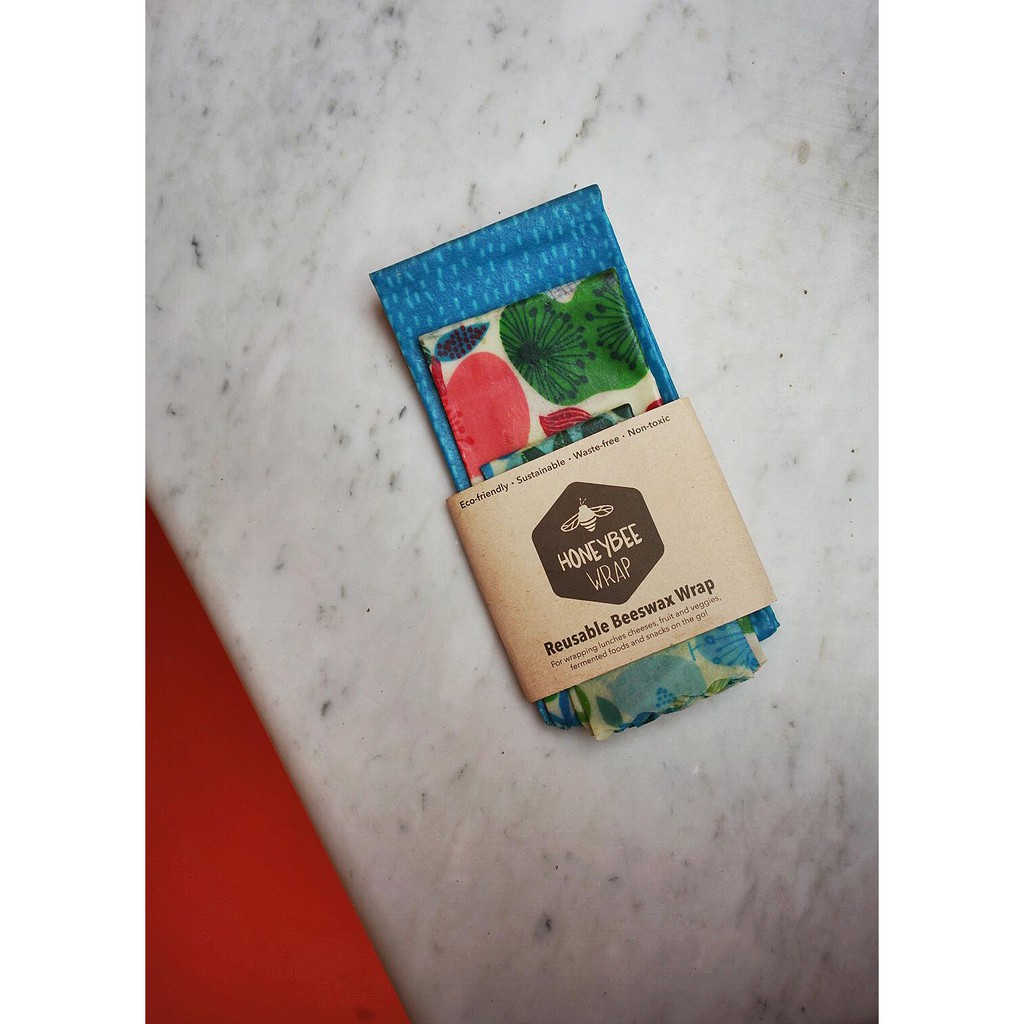 Eco-friendly • Sustainable • Waste-free • Non-toxic
HONEYBEE
WRAP
Reusable Beeswax Wrap
For wrapping lunches cheeses, fruit and veggies,
fermented foods and snacks on the go!